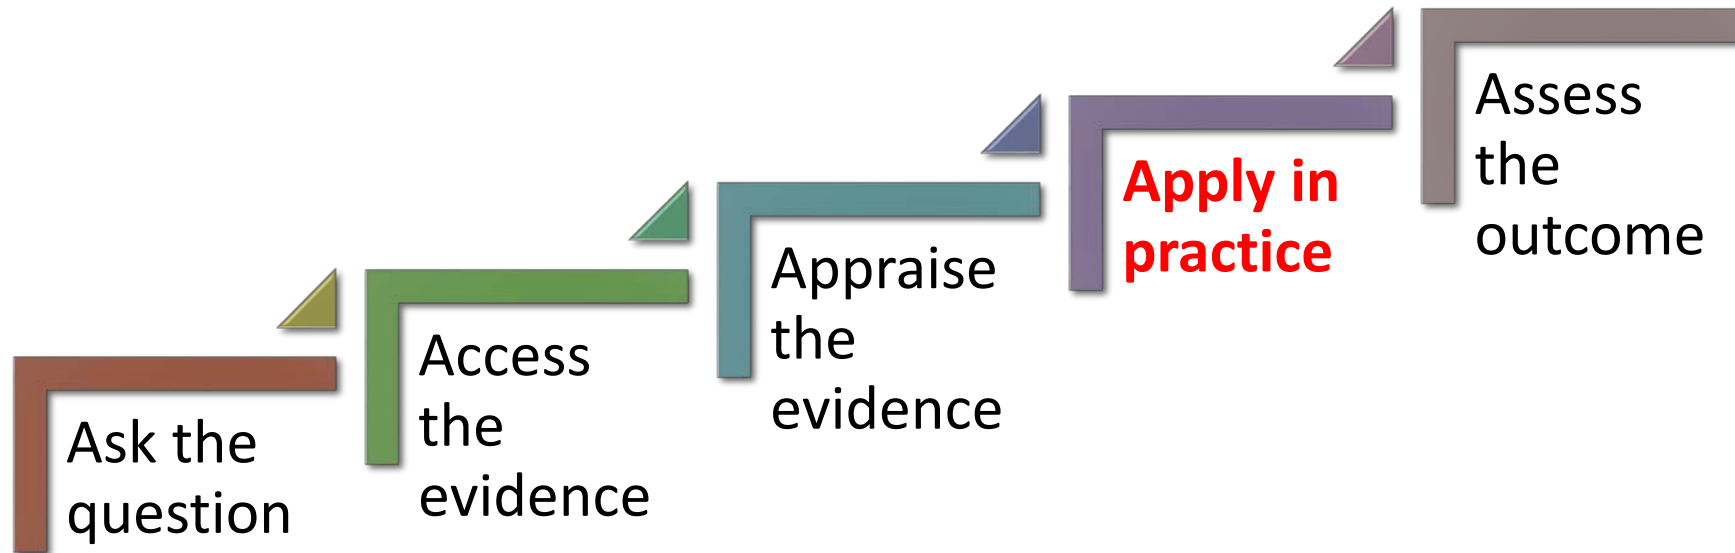 Ask the
question
Access
the
evidence
Appraise
the
evidence
Apply in
practice
Assess
the
outcome